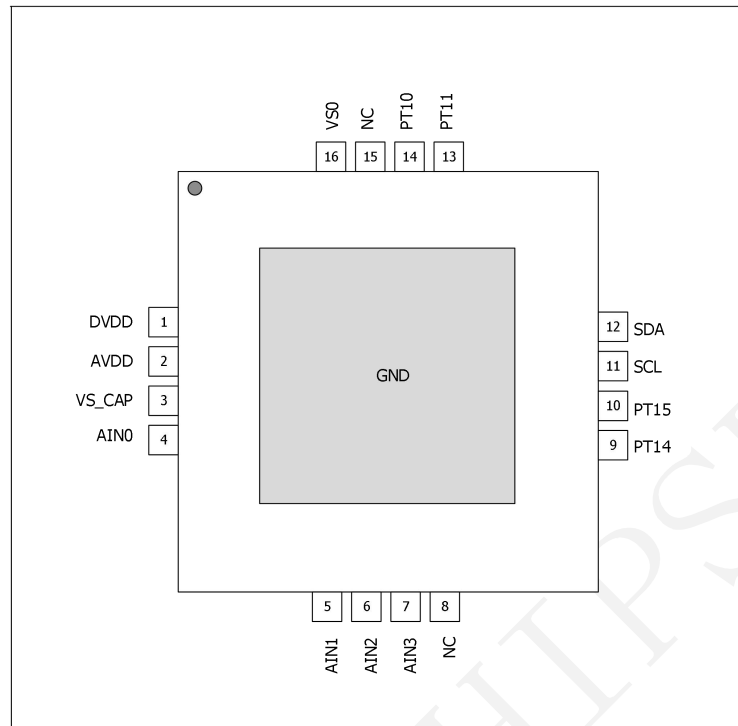 VS0 NC PT10 PT11
16 15 14 13
DVDD 1
AVDD 2
VS_CAP 3
AIN0 4
GND
12 SDA
11 SCL
10 PT15
9 PT14
5 6 7 8
AIN1 AIN2 AIN3 NC